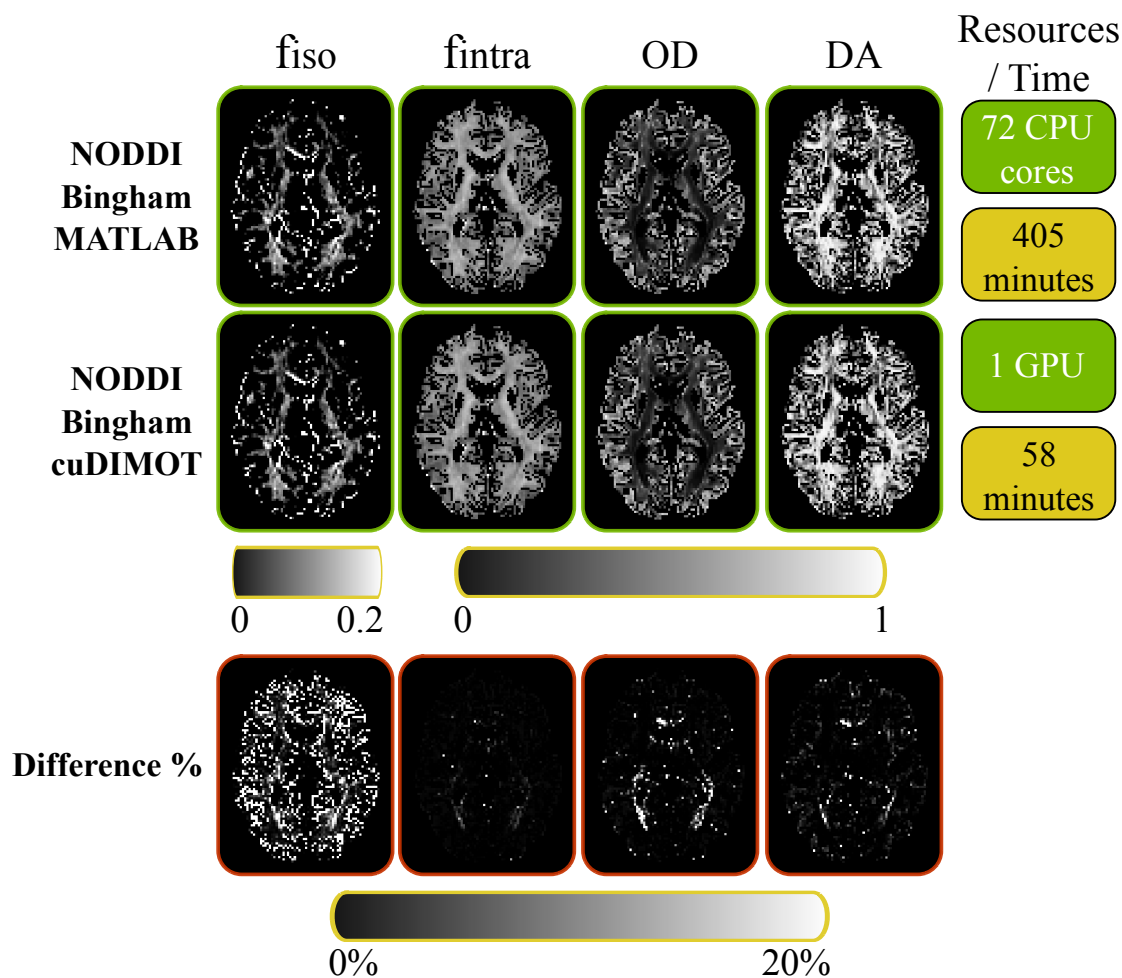 fiso fintra OD DA
Resources
/ Time
NODDI
Bingham
MATLAB
72 CPU
cores
405
minutes
NODDI
Bingham
cuDIMOT
1 GPU
58
minutes
0 0.2 0 1
Difference %
0% 20%